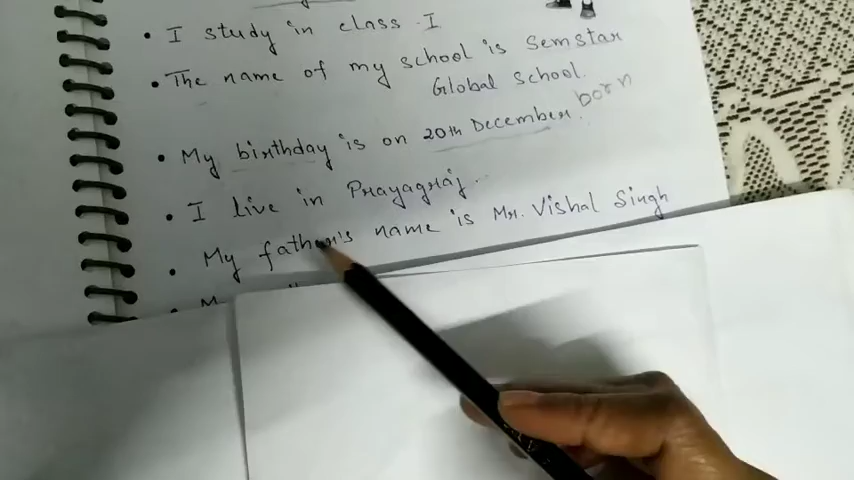 • I study in class I
• The name of my school is Semstar
Global school.
• My birthday is on 20th December. born
• I live in Prayagraj.
• My father's name is Mr. Vishal Singh